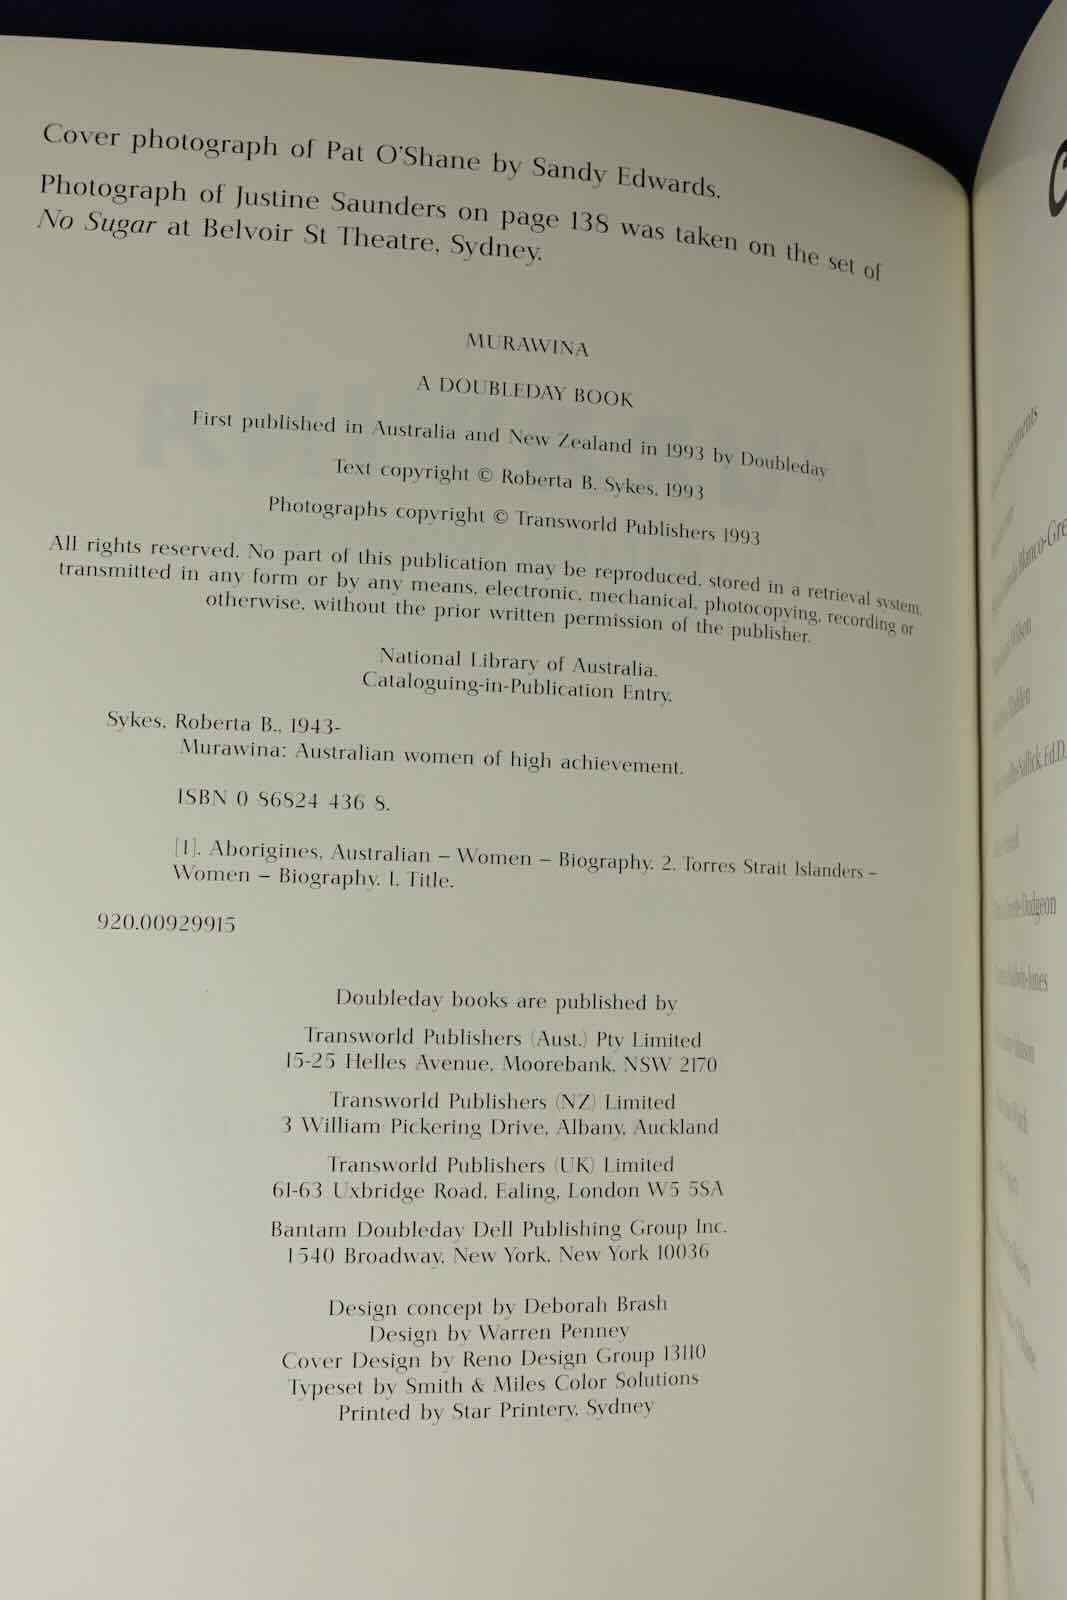 Cover photograph of Pat O'Shane by Sandy Edwards.
Photograph of Justine Saunders on page 138 was taken on the set of
No Sugar at Belvoir St Theatre, Sydney.
MURAWINA
A DOUBLEDAY BOOK
First published in Australia and New Zealand in 1993 by Doubleday
Text copyright © Roberta B. Sykes, 1993
Photographs copyright © Transworld Publishers 1993
All rights reserved. No part of this publication may be reproduced, stored in a retrieval system,
transmitted in any form or by any means, electronic, mechanical, photocopying, recording or
otherwise, without the prior written permission of the publisher.
National Library of Australia.
Cataloguing-in-Publication Entry.
Sykes, Roberta B., 1943-
Murawina: Australian women of high achievement.
ISBN 0 86824 436 8.
[1]. Aborigines, Australian – Women – Biography. 2. Torres Strait Islanders –
Women – Biography. I. Title.
920.00929915
Doubleday books are published by
Transworld Publishers (Aust.) Pty Limited
15-25 Helles Avenue, Moorebank, NSW 2170
Transworld Publishers (NZ) Limited
3 William Pickering Drive, Albany, Auckland
Transworld Publishers (UK) Limited
61-63 Uxbridge Road, Ealing, London W5 5SA
Bantam Doubleday Dell Publishing Group Inc.
1540 Broadway, New York, New York 10036
Design concept by Deborah Brash
Design by Warren Penney
Cover Design by Reno Design Group 13110
Typeset by Smith & Miles Color Solutions
Printed by Star Printery, Sydney